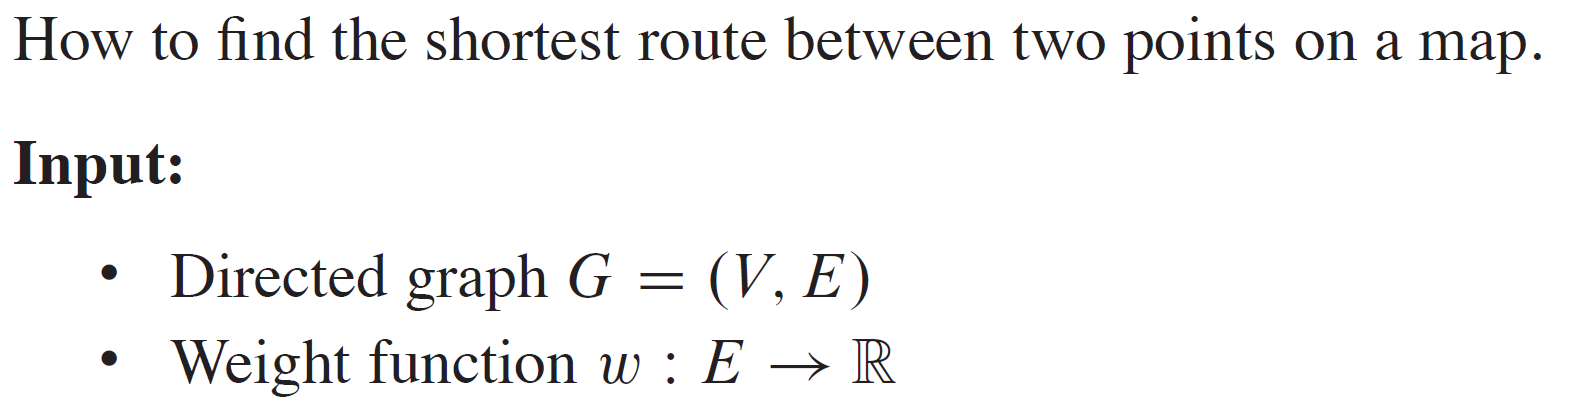 How to find the shortest route between two points on a map.
Input:
• Directed graph G = (V, E)
• Weight function w : E → ℝ